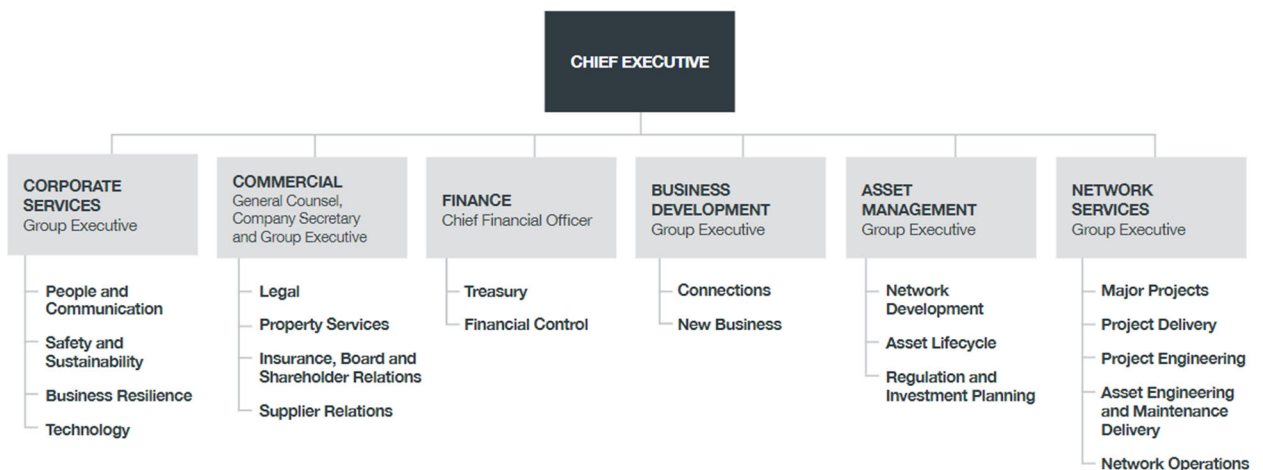 CHIEF EXECUTIVE
CORPORATE
SERVICES
Group Executive
People and
Communication
Safety and
Sustainability
Business Resilience
Technology
COMMERCIAL
General Counsel,
Company Secretary
and Group Executive
Legal
Property Services
Insurance, Board and
Shareholder Relations
Supplier Relations
FINANCE
Chief Financial Officer
Treasury
Financial Control
BUSINESS
DEVELOPMENT
Group Executive
Connections
New Business
ASSET
MANAGEMENT
Group Executive
Network
Development
Asset Lifecycle
Regulation and
Investment Planning
NETWORK
SERVICES
Group Executive
Major Projects
Project Delivery
Project Engineering
Asset Engineering
and Maintenance
Delivery
Network Operations